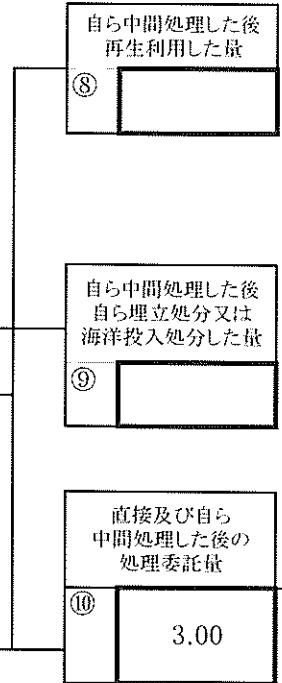 自ら中間処理した後
再生利用した量
⑧
自ら中間処理した後
自ら埋立処分又は
海洋投入処分した量
⑨
直接及び自ら
中間処理した後の
処理委託量
⑩
3.00